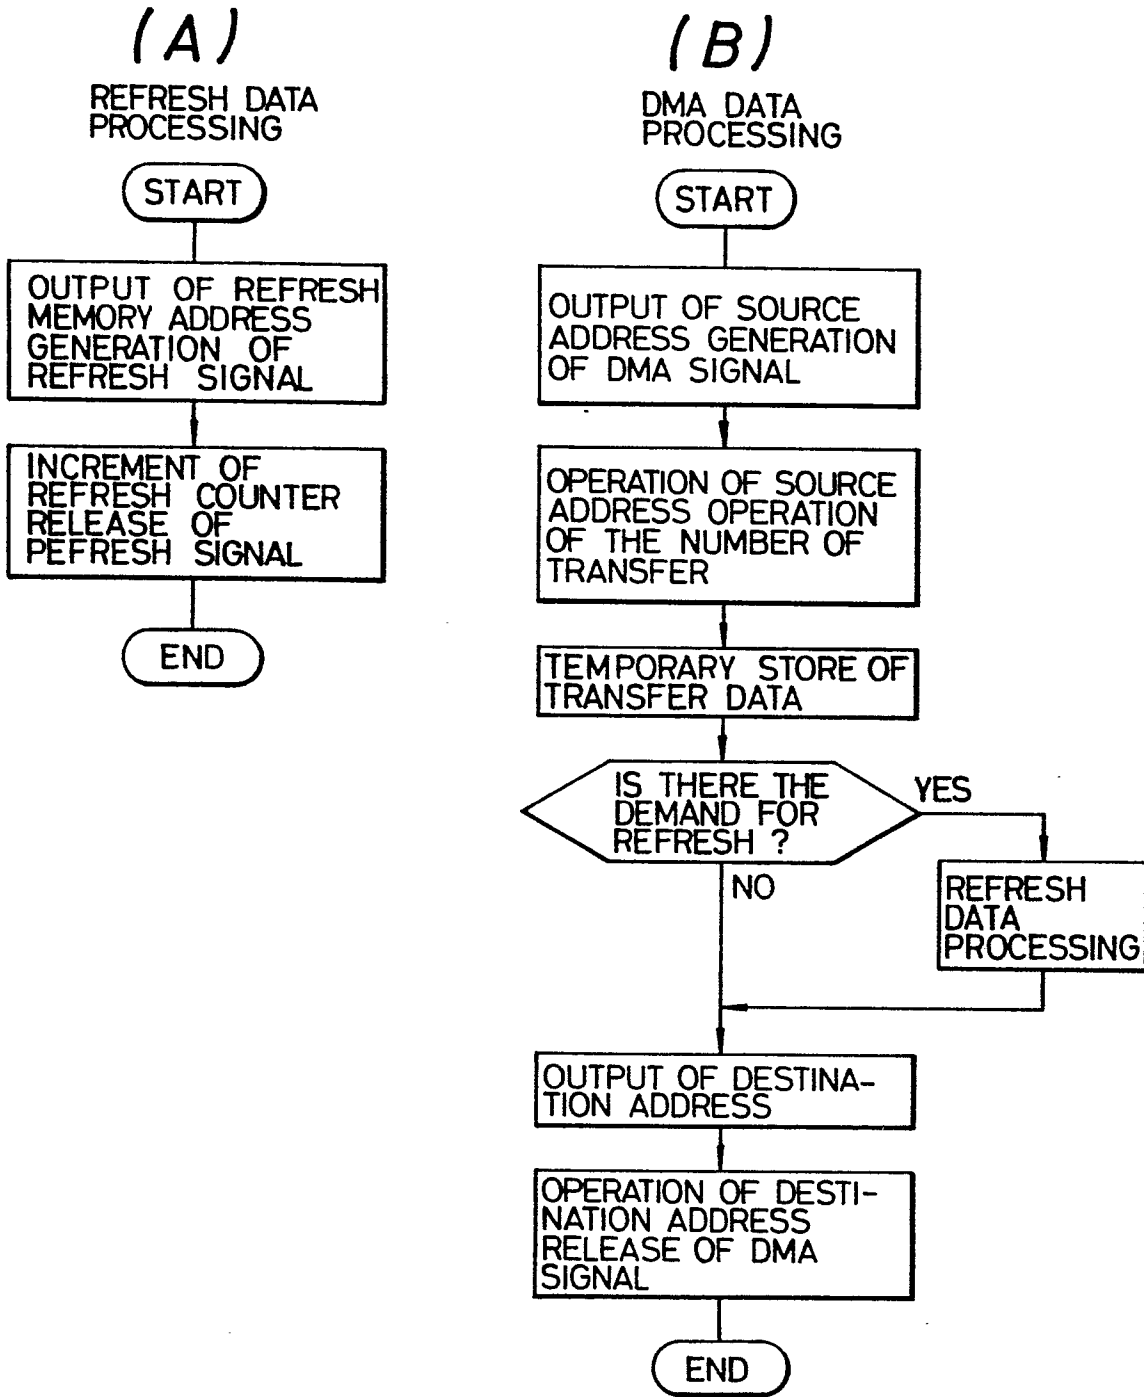 (A)
REFRESH DATA
PROCESSING
START
OUTPUT OF REFRESH
MEMORY ADDRESS
GENERATION OF
REFRESH SIGNAL
INCREMENT OF
REFRESH COUNTER
RELEASE OF
PEFRESH SIGNAL
END
(B)
DMA DATA
PROCESSING
START
OUTPUT OF SOURCE
ADDRESS GENERATION
OF DMA SIGNAL
OPERATION OF SOURCE
ADDRESS OPERATION
OF THE NUMBER OF
TRANSFER
TEMPORARY STORE OF
TRANSFER DATA
IS THERE THE
DEMAND FOR
REFRESH ?
YES
NO
REFRESH
DATA
PROCESSING
OUTPUT OF DESTINA-
TION ADDRESS
OPERATION OF DESTI-
NATION ADDRESS
RELEASE OF DMA
SIGNAL
END